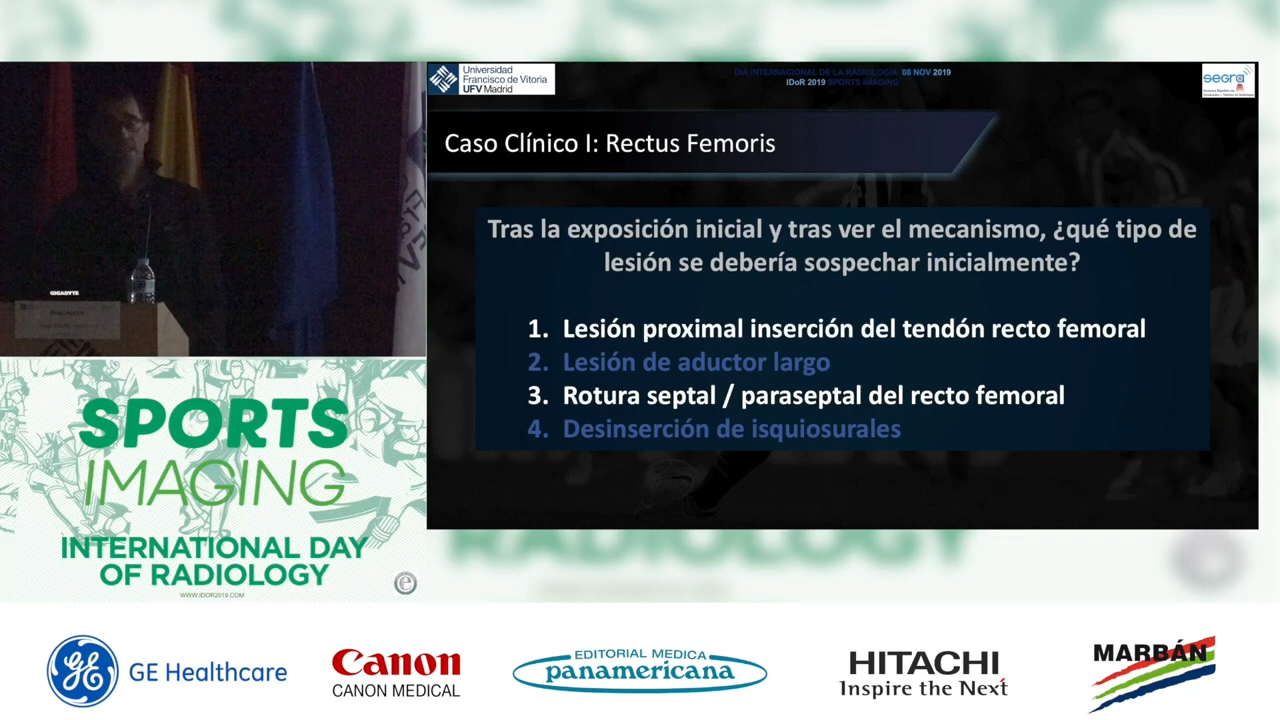 Universidad
Francisco de Vitoria
UFV Madrid
DIA INTERNACIONAL DE LA RADIOLOGIA 08 NOV 2019
IDoR 2019 SPORTS IMAGING
segra
Caso Clínico I: Rectus Femoris
Tras la exposición inicial y tras ver el mecanismo, ¿qué tipo de
lesión se debería sospechar inicialmente?
1. Lesión proximal inserción del tendón recto femoral
2. Lesión de aductor largo
3. Rotura septal / paraseptal del recto femoral
4. Desinserción de isquiosurales
GIGABYTE
SPORTS
IMAGING
INTERNATIONAL DAY
OF RADIOLOGY
WWW.IDOR2019.COM
RADIOLOGY
GE
GE Healthcare
Canon
CANON MEDICAL
EDITORIAL MEDICA
panamericana
HITACHI
Inspire the Next
MARBÁN